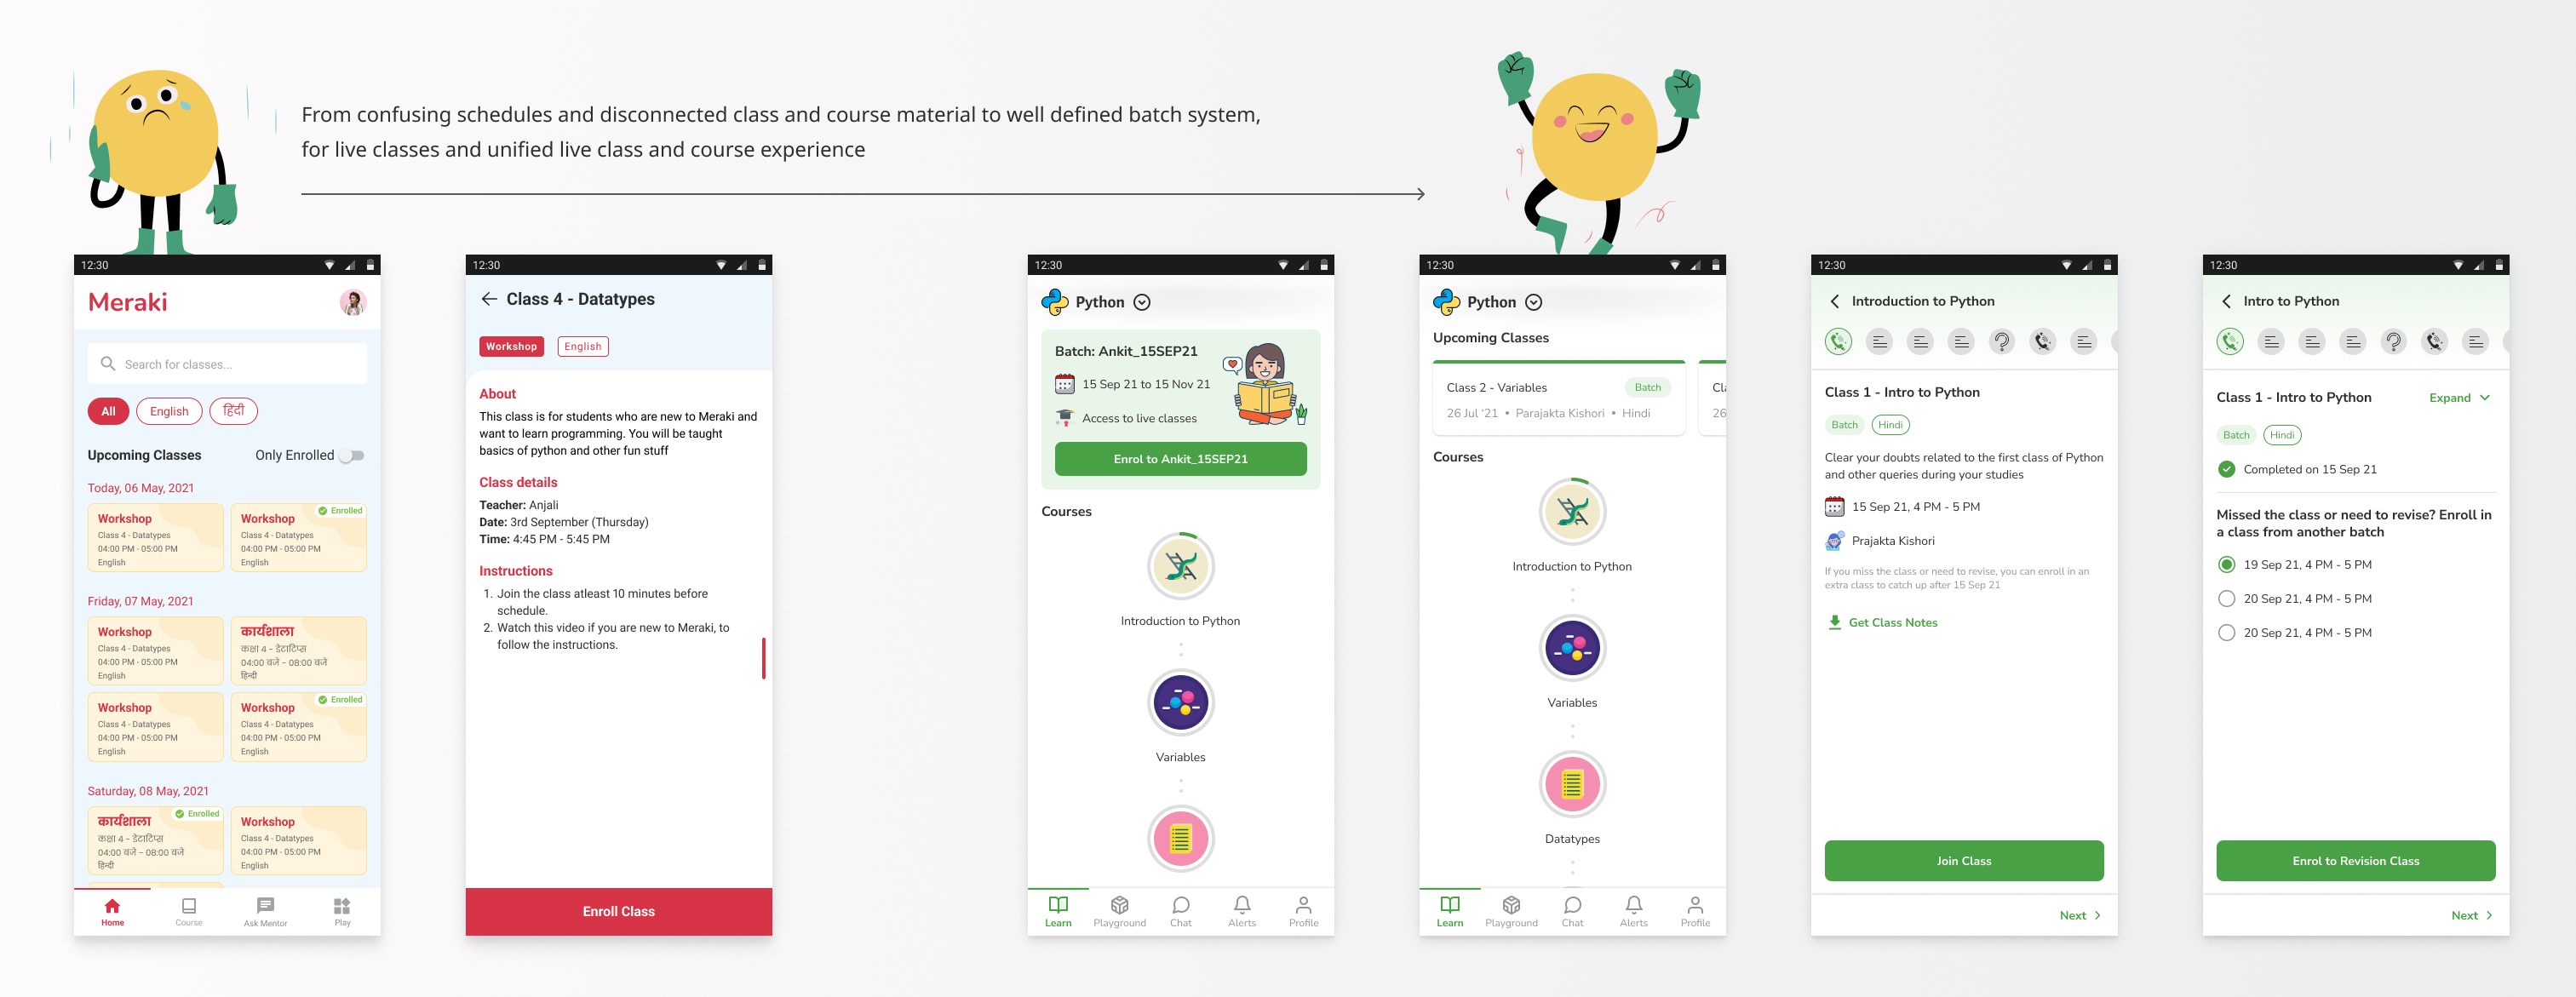 From confusing schedules and disconnected class and course material to well defined batch system,
for live classes and unified live class and course experience
12:30
Meraki
Search for classes...
All
English
हिंदी
Upcoming Classes
Only Enrolled
Today, 06 May, 2021
Workshop
Class 4 - Datatypes
04:00 PM - 05:00 PM
English
Enrolled
Workshop
Class 4 - Datatypes
04:00 PM - 05:00 PM
English
Friday, 07 May, 2021
Workshop
Class 4 - Datatypes
04:00 PM - 05:00 PM
English
कार्यशाला
कक्षा 4 - डेटाटिप्स
04:00 बजे - 08:00 बजे
हिन्दी
Workshop
Class 4 - Datatypes
04:00 PM - 05:00 PM
English
Enrolled
Workshop
Class 4 - Datatypes
04:00 PM - 05:00 PM
English
Saturday, 08 May, 2021
Enrolled
कार्यशाला
कक्षा 4 - डेटाटिप्स
04:00 बजे - 08:00 बजे
हिन्दी
Workshop
Class 4 - Datatypes
04:00 PM - 05:00 PM
English
Home
Course
Ask Mentor
Play
12:30
Class 4 - Datatypes
Workshop
English
About
This class is for students who are new to Meraki and
want to learn programming. You will be taught
basics of python and other fun stuff
Class details
Teacher: Anjali
Date: 3rd September (Thursday)
Time: 4:45 PM - 5:45 PM
Instructions
1. Join the class atleast 10 minutes before
schedule.
2. Watch this video if you are new to Meraki, to
follow the instructions.
Enroll Class
12:30
Python
Batch: Ankit_15SEP21
15 Sep 21 to 15 Nov 21
Access to live classes
Enrol to Ankit_15SEP21
Courses
Introduction to Python
Variables
Learn
Playground
Chat
Alerts
Profile
12:30
Python
Upcoming Classes
Class 2 - Variables
Batch
26 Jul '21 • Parajakta Kishori • Hindi
Cla
26
Courses
Introduction to Python
Variables
Datatypes
Learn
Playground
Chat
Alerts
Profile
12:30
Introduction to Python
Class 1 - Intro to Python
Batch
Hindi
Clear your doubts related to the first class of Python
and other queries during your studies
15 Sep 21, 4 PM - 5 PM
Prajakta Kishori
If you miss the class or need to revise, you can enroll in an
extra class to catch up after 15 Sep 21
Get Class Notes
Join Class
Next
12:30
Intro to Python
Class 1 - Intro to Python
Expand
Batch
Hindi
Completed on 15 Sep 21
Missed the class or need to revise? Enroll in
a class from another batch
19 Sep 21, 4 PM - 5 PM
20 Sep 21, 4 PM - 5 PM
20 Sep 21, 4 PM - 5 PM
Enrol to Revision Class
Next